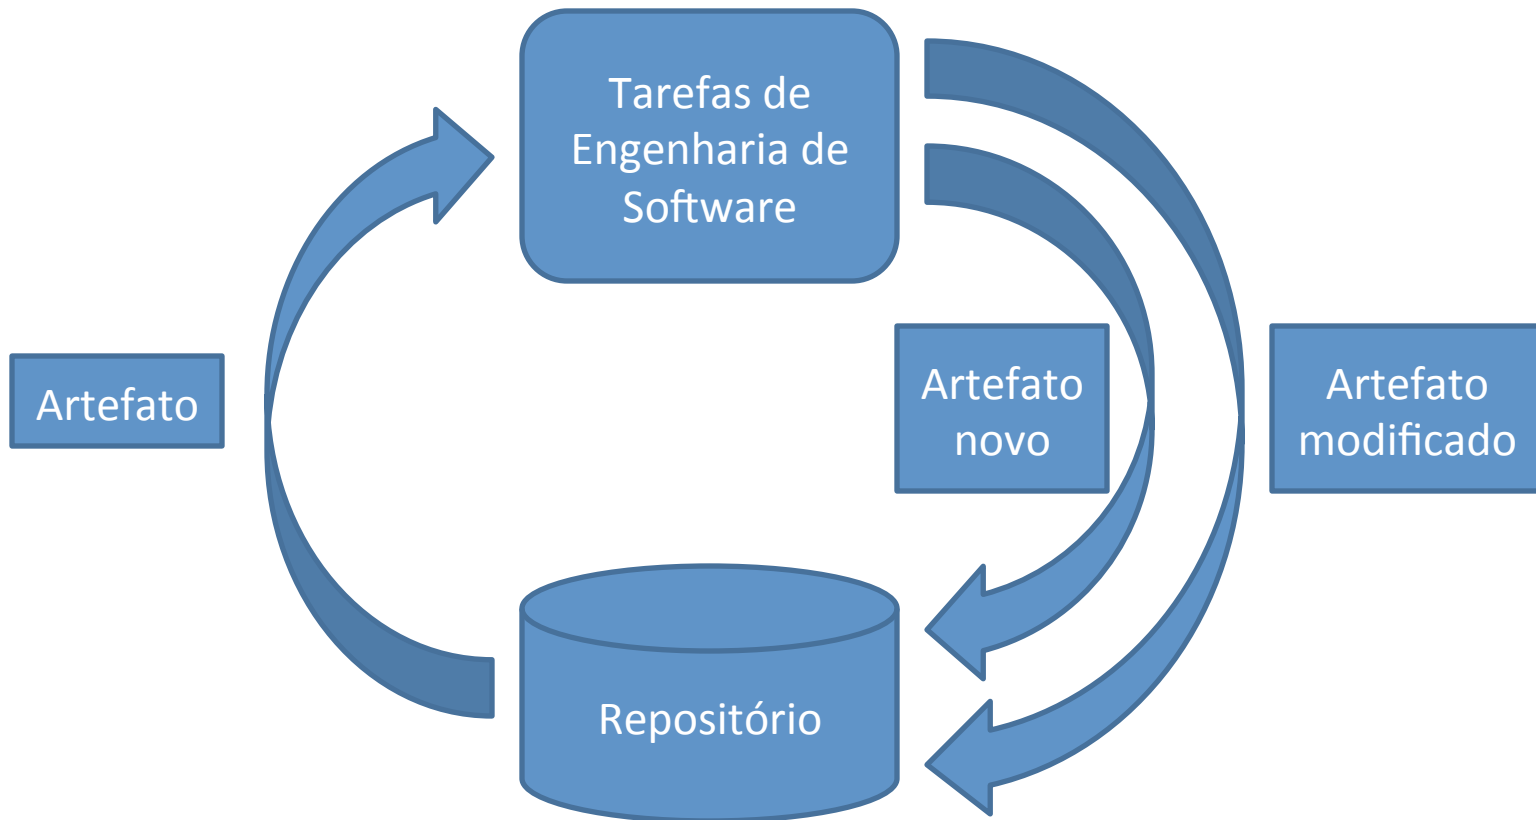 Tarefas de
Engenharia de
Software
Artefato
Artefato
novo
Artefato
modificado
Repositório